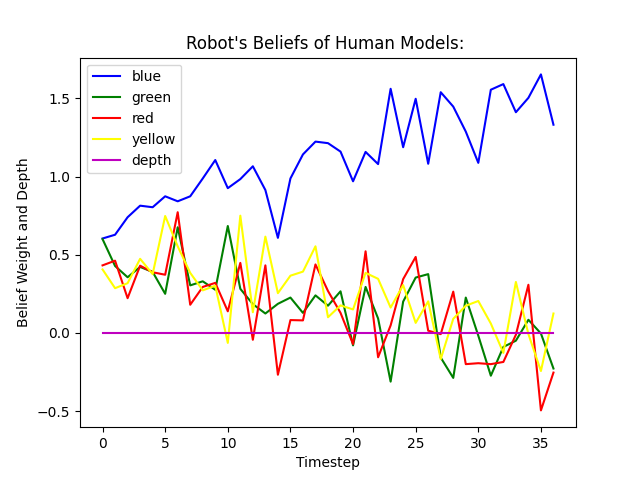 Robot's Beliefs of Human Models:
blue
green
red
yellow
depth
Belief Weight and Depth
1.5
1.0
0.5
0.0
−0.5
0 5 10 15 20 25 30 35
Timestep